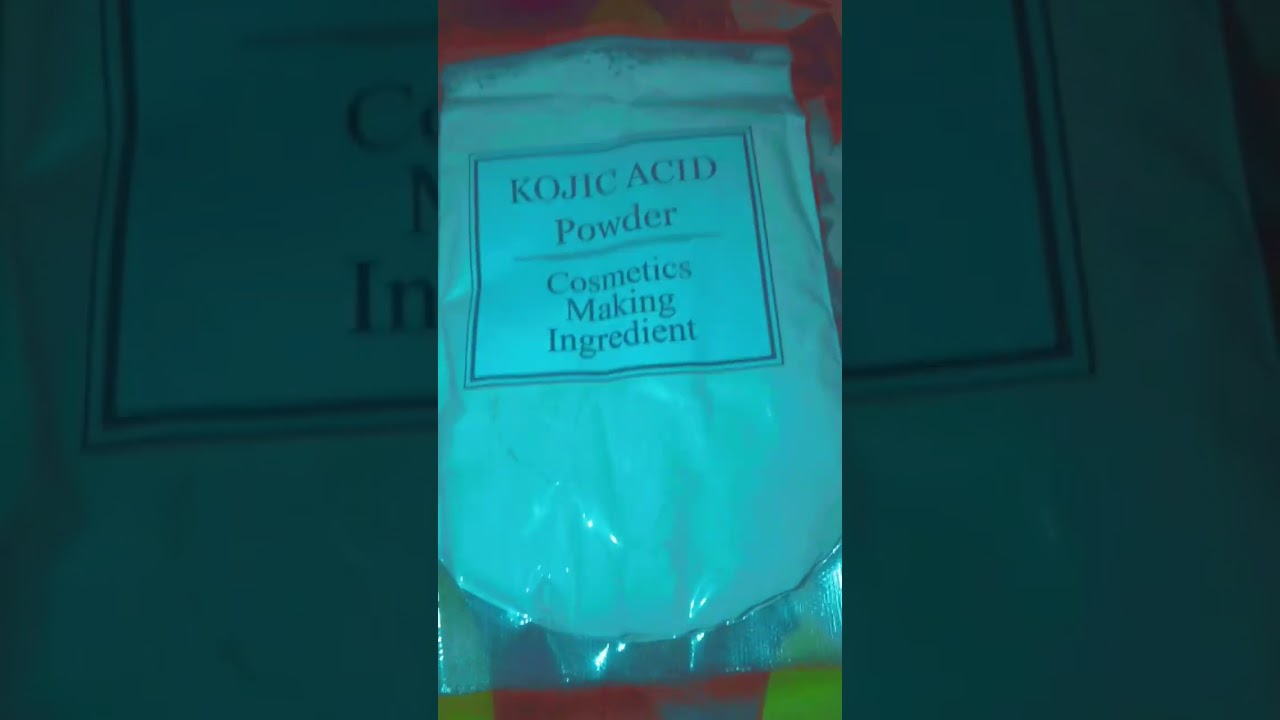 KOJIC ACID
Powder
Cosmetics
Making
Ingredient